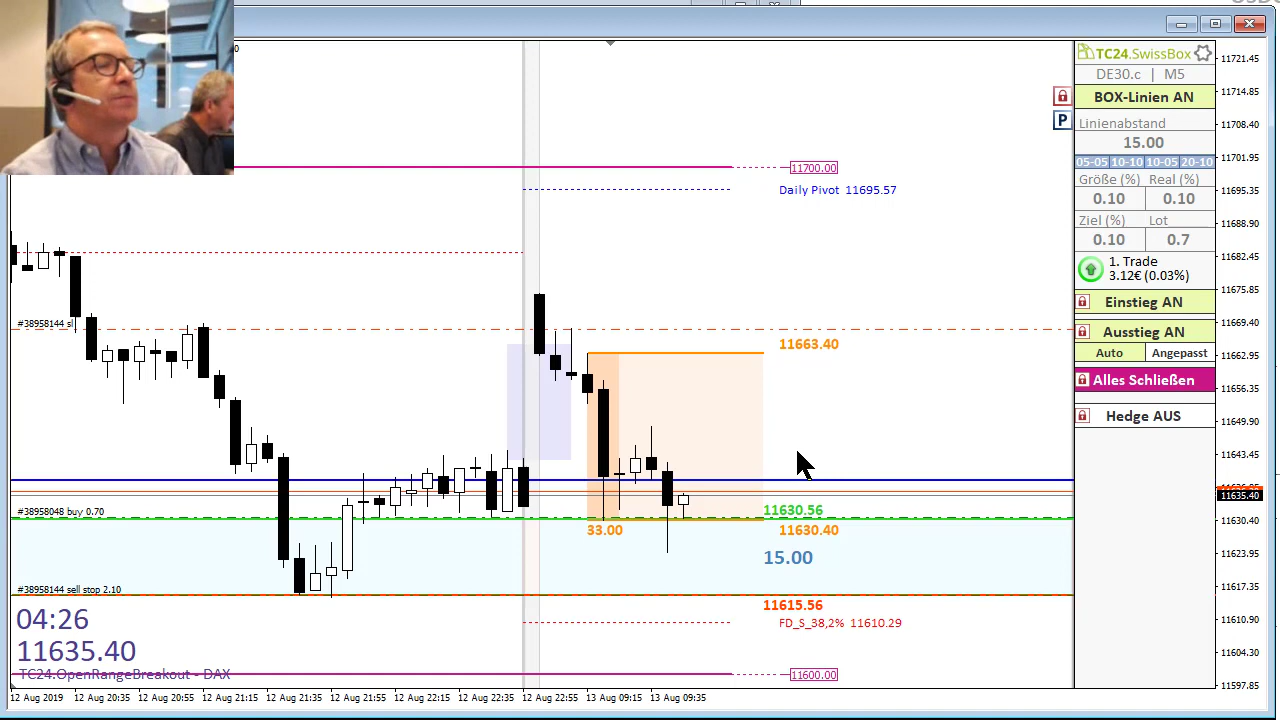 TC24.SwissBox
DE30.c | M5
BOX-Linien AN
Linienabstand
15.00
05-05 10-10 10-05 20-10
Größe (%) Real (%)
0.10 0.10
Ziel (%) Lot
0.10 0.7
1. Trade
3.12€ (0.03%)
Einstieg AN
Ausstieg AN
Auto Angepasst
Alles Schließen
Hedge AUS
P
11700.00
Daily Pivot 11695.57
#38958144 sl
11663.40
#38958048 buy 0.70
11630.56
33.00
11630.40
15.00
#38958144 sell stop 2.10
11615.56
FD_S_38,2% 11610.29
04:26
11635.40
TC24.OpenRangeBreakout - DAX
11600.00
11721.45
11714.85
11708.40
11701.95
11695.35
11688.90
11682.45
11675.85
11669.40
11662.95
11656.35
11649.90
11643.45
11635.40
11630.40
11623.95
11617.35
11610.90
11604.30
11597.85
12 Aug 2019 12 Aug 20:35 12 Aug 20:55 12 Aug 21:15 12 Aug 21:35 12 Aug 21:55 12 Aug 22:15 12 Aug 22:35 12 Aug 22:55 13 Aug 09:15 13 Aug 09:35